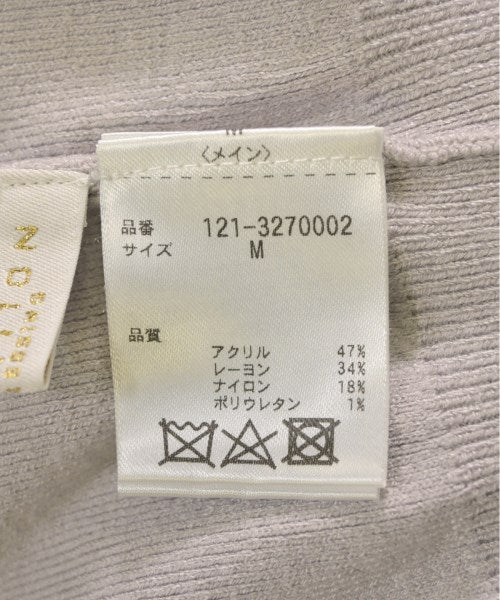 M
〈メイン〉
品番 121-3270002
サイズ M
品質
アクリル 47%
レーヨン 34%
ナイロン 18%
ポリウレタン 1%